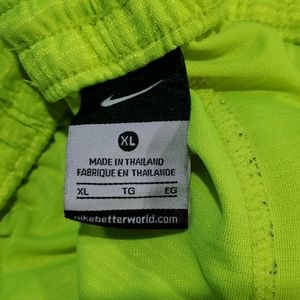 XL
MADE IN THAILAND
FABRIQUE EN THAILANDE
XL TG EG
nikebetterworld.com